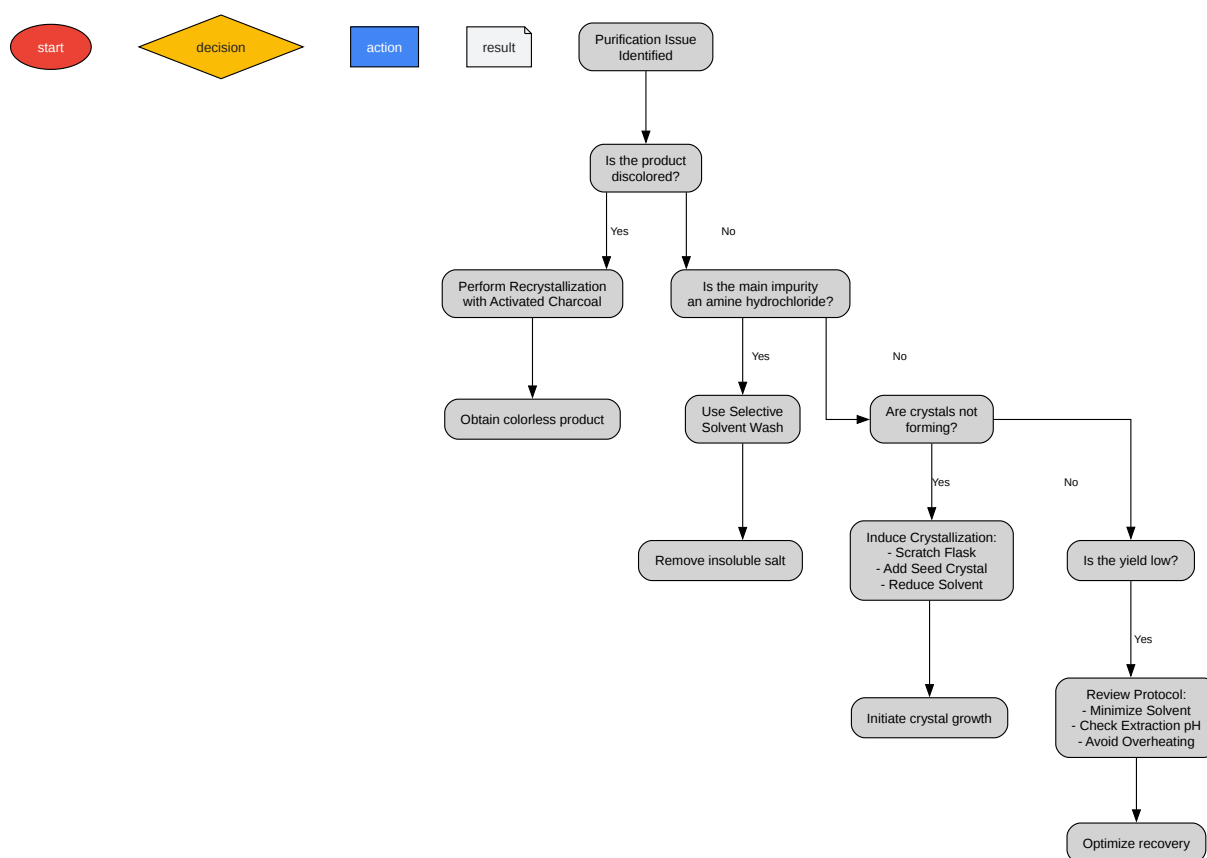 start
decision
action
result
Purification Issue
Identified
Is the product
discolored?
Yes
No
Perform Recrystallization
with Activated Charcoal
Is the main impurity
an amine hydrochloride?
Yes
No
Obtain colorless product
Use Selective
Solvent Wash
Are crystals not
forming?
Yes
No
Remove insoluble salt
Induce Crystallization:
- Scratch Flask
- Add Seed Crystal
- Reduce Solvent
Is the yield low?
Yes
Initiate crystal growth
Review Protocol:
- Minimize Solvent
- Check Extraction pH
- Avoid Overheating
Optimize recovery